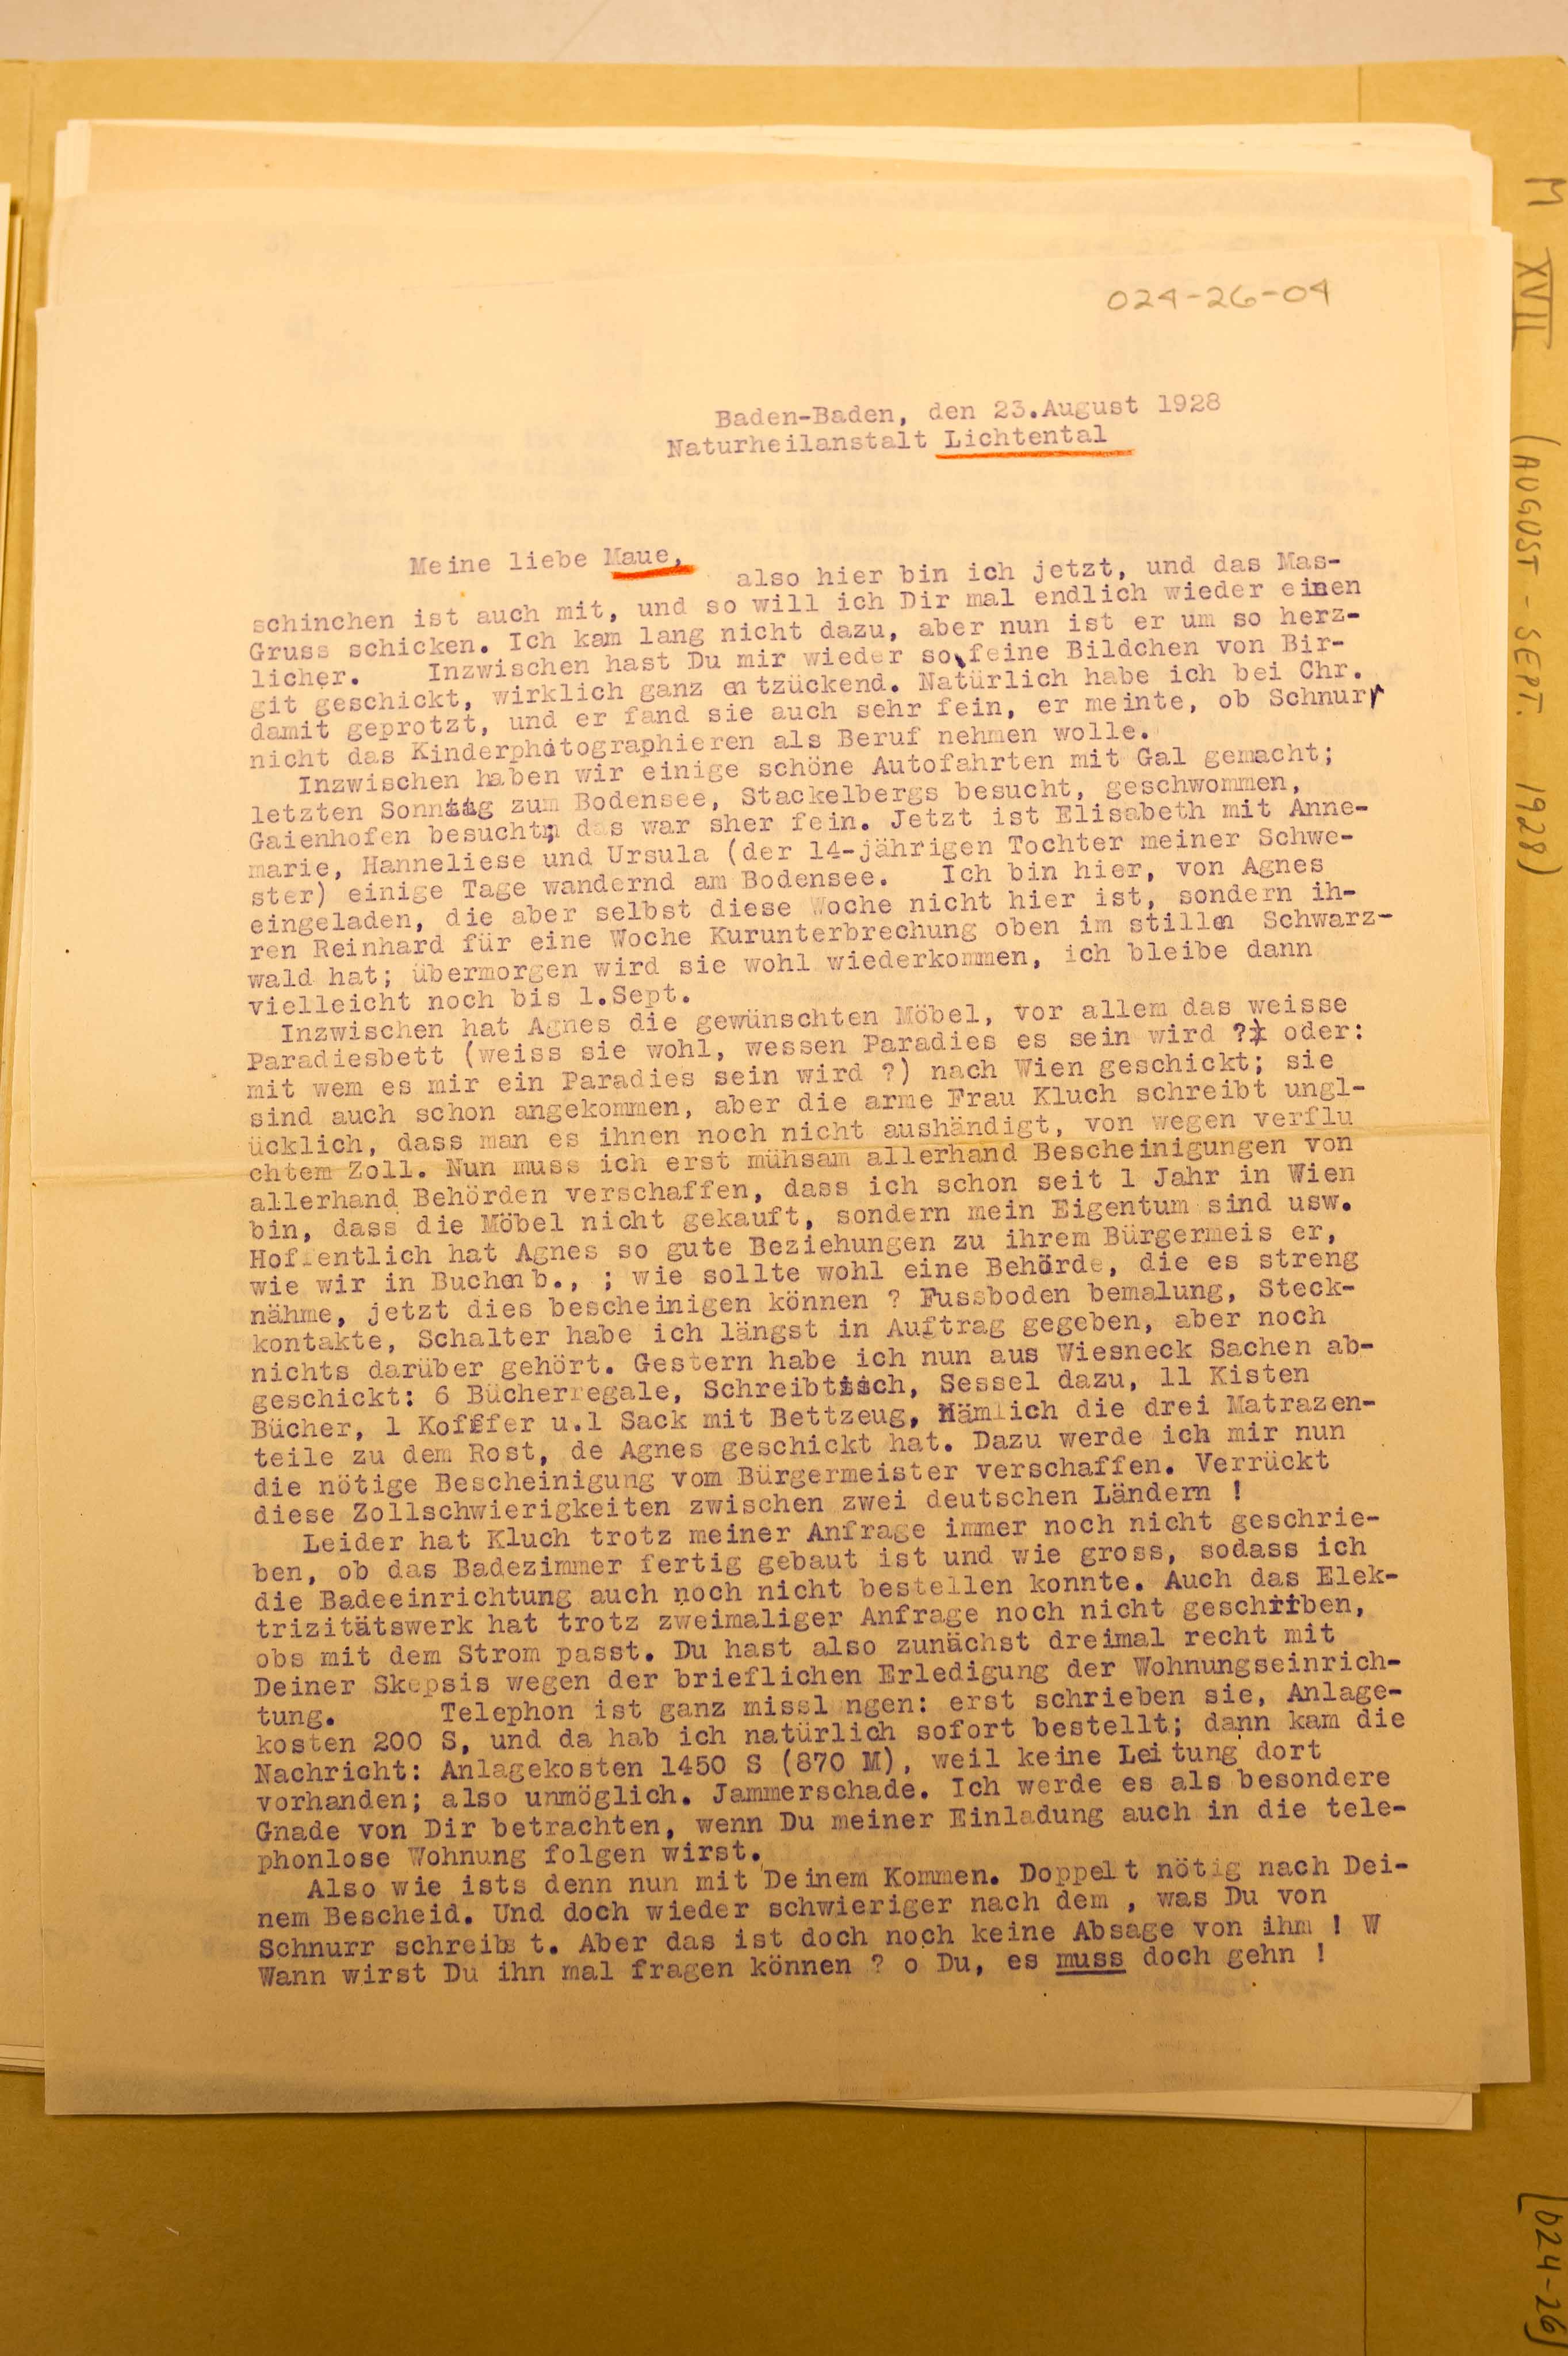 024-26-04
M XVII (AUGUST - SEPT. 1928)
[024-26]
Baden-Baden, den 23.August 1928
Naturheilanstalt Lichtental
Meine liebe Maue,
also hier bin ich jetzt, und das Mas-
schinchen ist auch mit, und so will ich Dir mal endlich wieder einen
Gruss schicken. Ich kam lang nicht dazu, aber nun ist er um so herz-
licher. Inzwischen hast Du mir wieder so feine Bildchen von Bir-
git geschickt, wirklich ganz entzückend. Natürlich habe ich bei Chr.
damit geprotzt, und er fand sie auch sehr fein, er meinte, ob Schnurr
nicht das Kinderphotographieren als Beruf nehmen wolle.
Inzwischen haben wir einige schöne Autofahrten mit Gal gemacht;
letzten Sonntag zum Bodensee, Stackelbergs besucht, geschwommen,
Gaienhofen besucht; das war sher fein. Jetzt ist Elisabeth mit Anne-
marie, Hanneliese und Ursula (der 14-jährigen Tochter meiner Schwe-
ster) einige Tage wandernd am Bodensee. Ich bin hier, von Agnes
eingeladen, die aber selbst diese Woche nicht hier ist, sondern ih-
ren Reinhard für eine Woche Kurunterbrechung oben im stillen Schwarz-
wald hat; übermorgen wird sie wohl wiederkommen, ich bleibe dann
vielleicht noch bis 1.Sept.
Inzwischen hat Agnes die gewünschten Möbel, vor allem das weisse
Paradiesbett (weiss sie wohl, wessen Paradies es sein wird ? oder:
mit wem es mir ein Paradies sein wird ?) nach Wien geschickt; sie
sind auch schon angekommen, aber die arme Frau Kluch schreibt ungl-
ücklich, dass man es ihnen noch nicht aushändigt, von wegen verflu
chtem Zoll. Nun muss ich erst mühsam allerhand Bescheinigungen von
allerhand Behörden verschaffen, dass ich schon seit 1 Jahr in Wien
bin, dass die Möbel nicht gekauft, sondern mein Eigentum sind usw.
Hoffentlich hat Agnes so gute Beziehungen zu ihrem Bürgermeis er,
wie wir in Buchenb., ; wie sollte wohl eine Behörde, die es streng
nähme, jetzt dies bescheinigen können ? Fussboden bemalung, Steck-
kontakte, Schalter habe ich längst in Auftrag gegeben, aber noch
nichts darüber gehört. Gestern habe ich nun aus Wiesneck Sachen ab-
geschickt: 6 Bücherregale, Schreibtisch, Sessel dazu, 11 Kisten
Bücher, 1 Koffer u.1 Sack mit Bettzeug, Nämlich die drei Matrazen-
teile zu dem Rost, de Agnes geschickt hat. Dazu werde ich mir nun
die nötige Bescheinigung vom Bürgermeister verschaffen. Verrückt
diese Zollschwierigkeiten zwischen zwei deutschen Ländern !
Leider hat Kluch trotz meiner Anfrage immer noch nicht geschrie-
ben, ob das Badezimmer fertig gebaut ist und wie gross, sodass ich
die Badeeinrichtung auch noch nicht bestellen konnte. Auch das Elek-
trizitätswerk hat trotz zweimaliger Anfrage noch nicht geschriben,
obs mit dem Strom passt. Du hast also zunächst dreimal recht mit
Deiner Skepsis wegen der brieflichen Erledigung der Wohnungseinrich-
tung. Telephon ist ganz missl ngen: erst schrieben sie, Anlage-
kosten 200 S, und da hab ich natürlich sofort bestellt; dann kam die
Nachricht: Anlagekosten 1450 S (870 M), weil keine Leitung dort
vorhanden; also unmöglich. Jammerschade. Ich werde es als besondere
Gnade von Dir betrachten, wenn Du meiner Einladung auch in die tele-
phonlose Wohnung folgen wirst.
Also wie ists denn nun mit Deinem Kommen. Doppelt nötig nach Dei-
nem Bescheid. Und doch wieder schwieriger nach dem , was Du von
Schnurr schreibs t. Aber das ist doch noch keine Absage von ihm ! W
Wann wirst Du ihn mal fragen können ? o Du, es muss doch gehn !